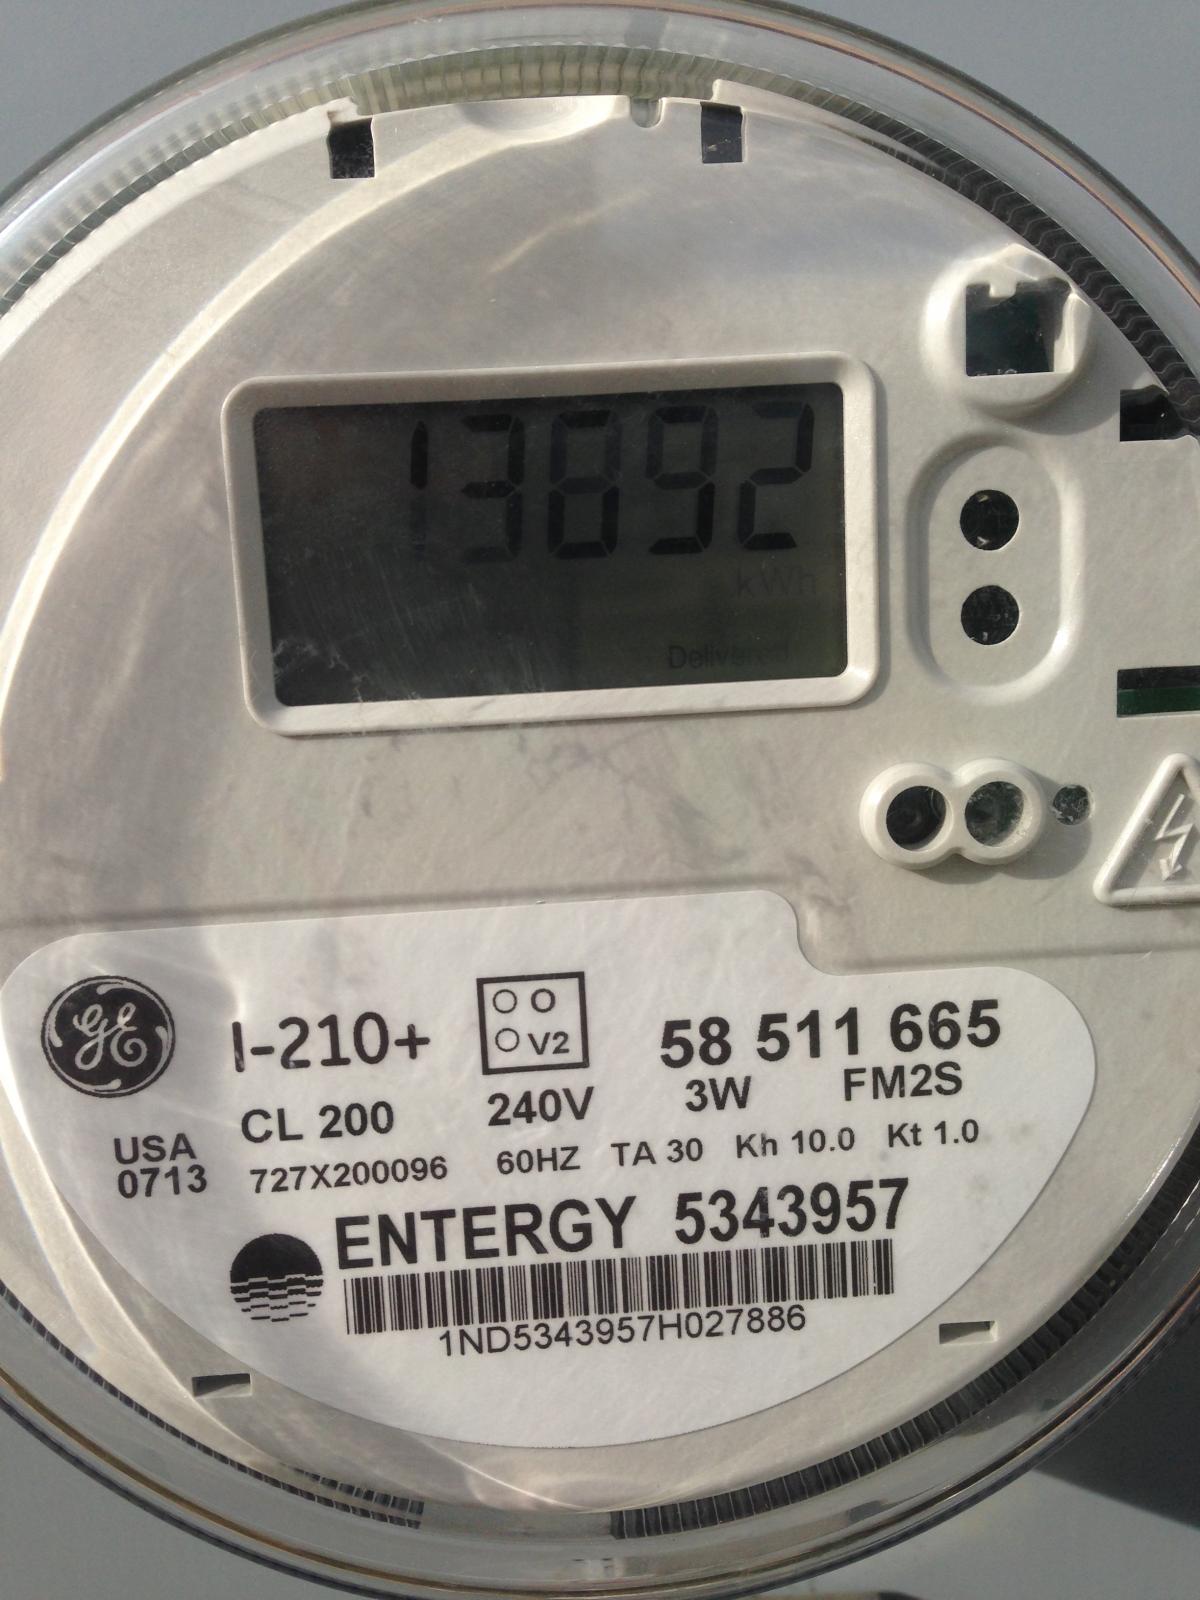 13892
kWh
Delivered
GE I-210+ V2 58 511 665
CL 200 240V 3W FM2S
USA
0713 727X200096 60HZ TA 30 Kh 10.0 Kt 1.0
ENTERGY 5343957
1ND5343957H027886